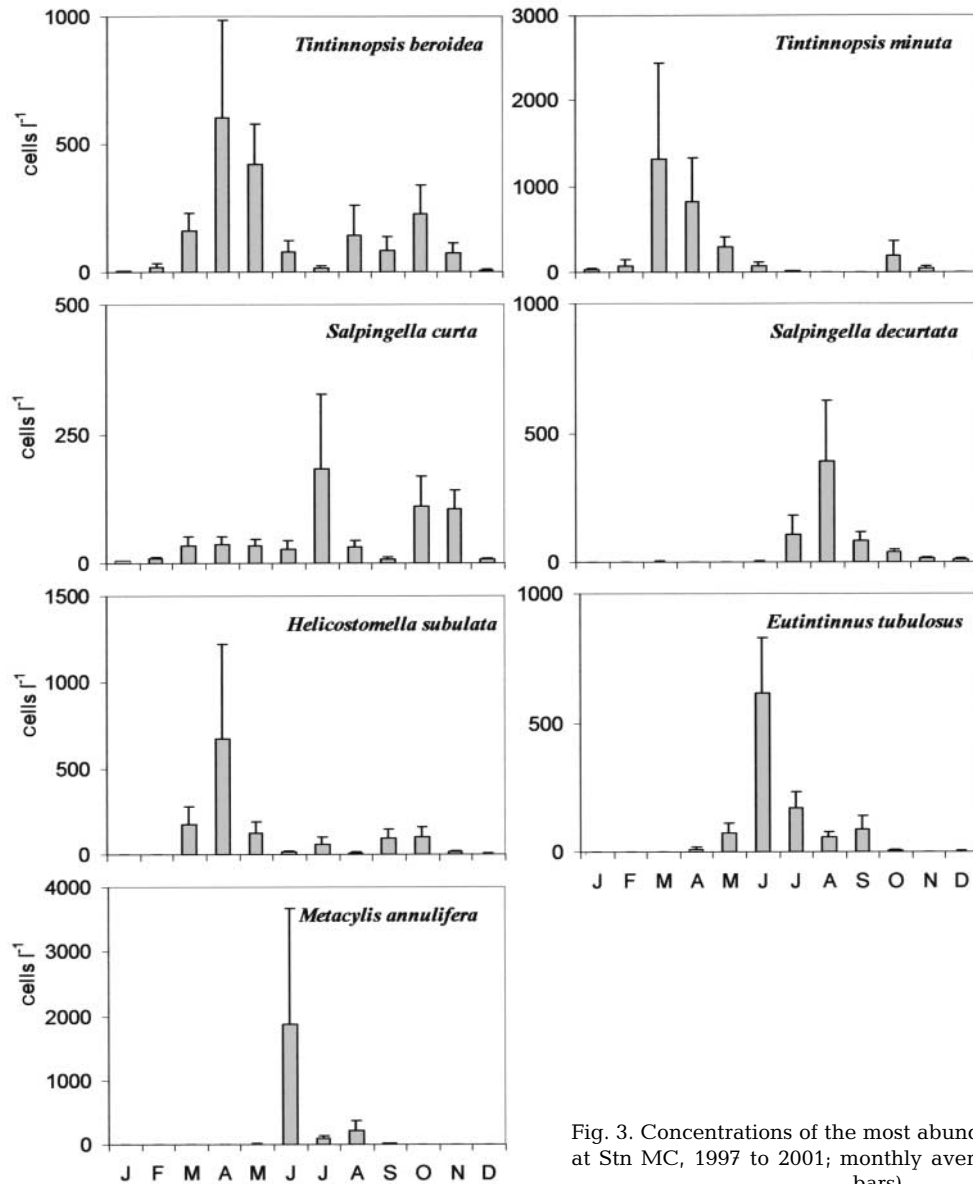 1000
Tintinnopsis beroidea
500
cells l⁻¹
0
3000
Tintinnopsis minuta
2000
1000
0
500
Salpingella curta
250
cells l⁻¹
0
1000
Salpingella decurtata
500
0
1500
Helicostomella subulata
1000
500
cells l⁻¹
0
1000
Eutintinnus tubulosus
500
0
J F M A M J J A S O N D
4000
Metacylis annulifera
3000
2000
1000
cells l⁻¹
0
J F M A M J J A S O N D
Fig. 3. Concentrations of the most abund
at Stn MC, 1997 to 2001; monthly aver
bars)